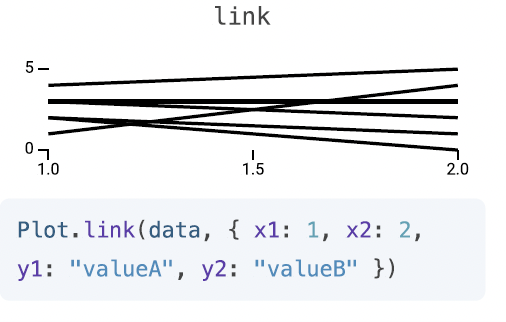 link
5
0
1.0 1.5 2.0
Plot.link(data, { x1: 1, x2: 2,
y1: "valueA", y2: "valueB" })